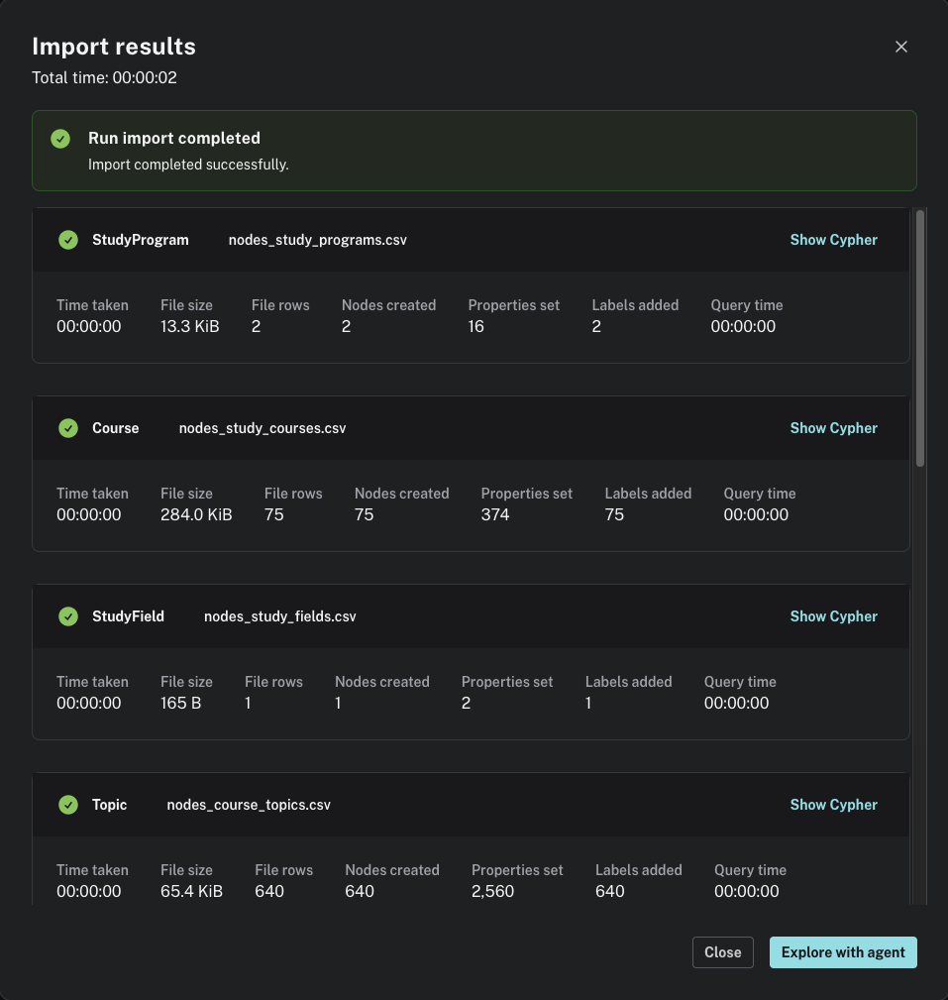 Import results
Total time: 00:00:02
Run import completed
Import completed successfully.
StudyProgram nodes_study_programs.csv Show Cypher
Time taken File size File rows Nodes created Properties set Labels added Query time
00:00:00 13.3 KiB 2 2 16 2 00:00:00
Course nodes_study_courses.csv Show Cypher
Time taken File size File rows Nodes created Properties set Labels added Query time
00:00:00 284.0 KiB 75 75 374 75 00:00:00
StudyField nodes_study_fields.csv Show Cypher
Time taken File size File rows Nodes created Properties set Labels added Query time
00:00:00 165 B 1 1 2 1 00:00:00
Topic nodes_course_topics.csv Show Cypher
Time taken File size File rows Nodes created Properties set Labels added Query time
00:00:00 65.4 KiB 640 640 2,560 640 00:00:00
Close Explore with agent